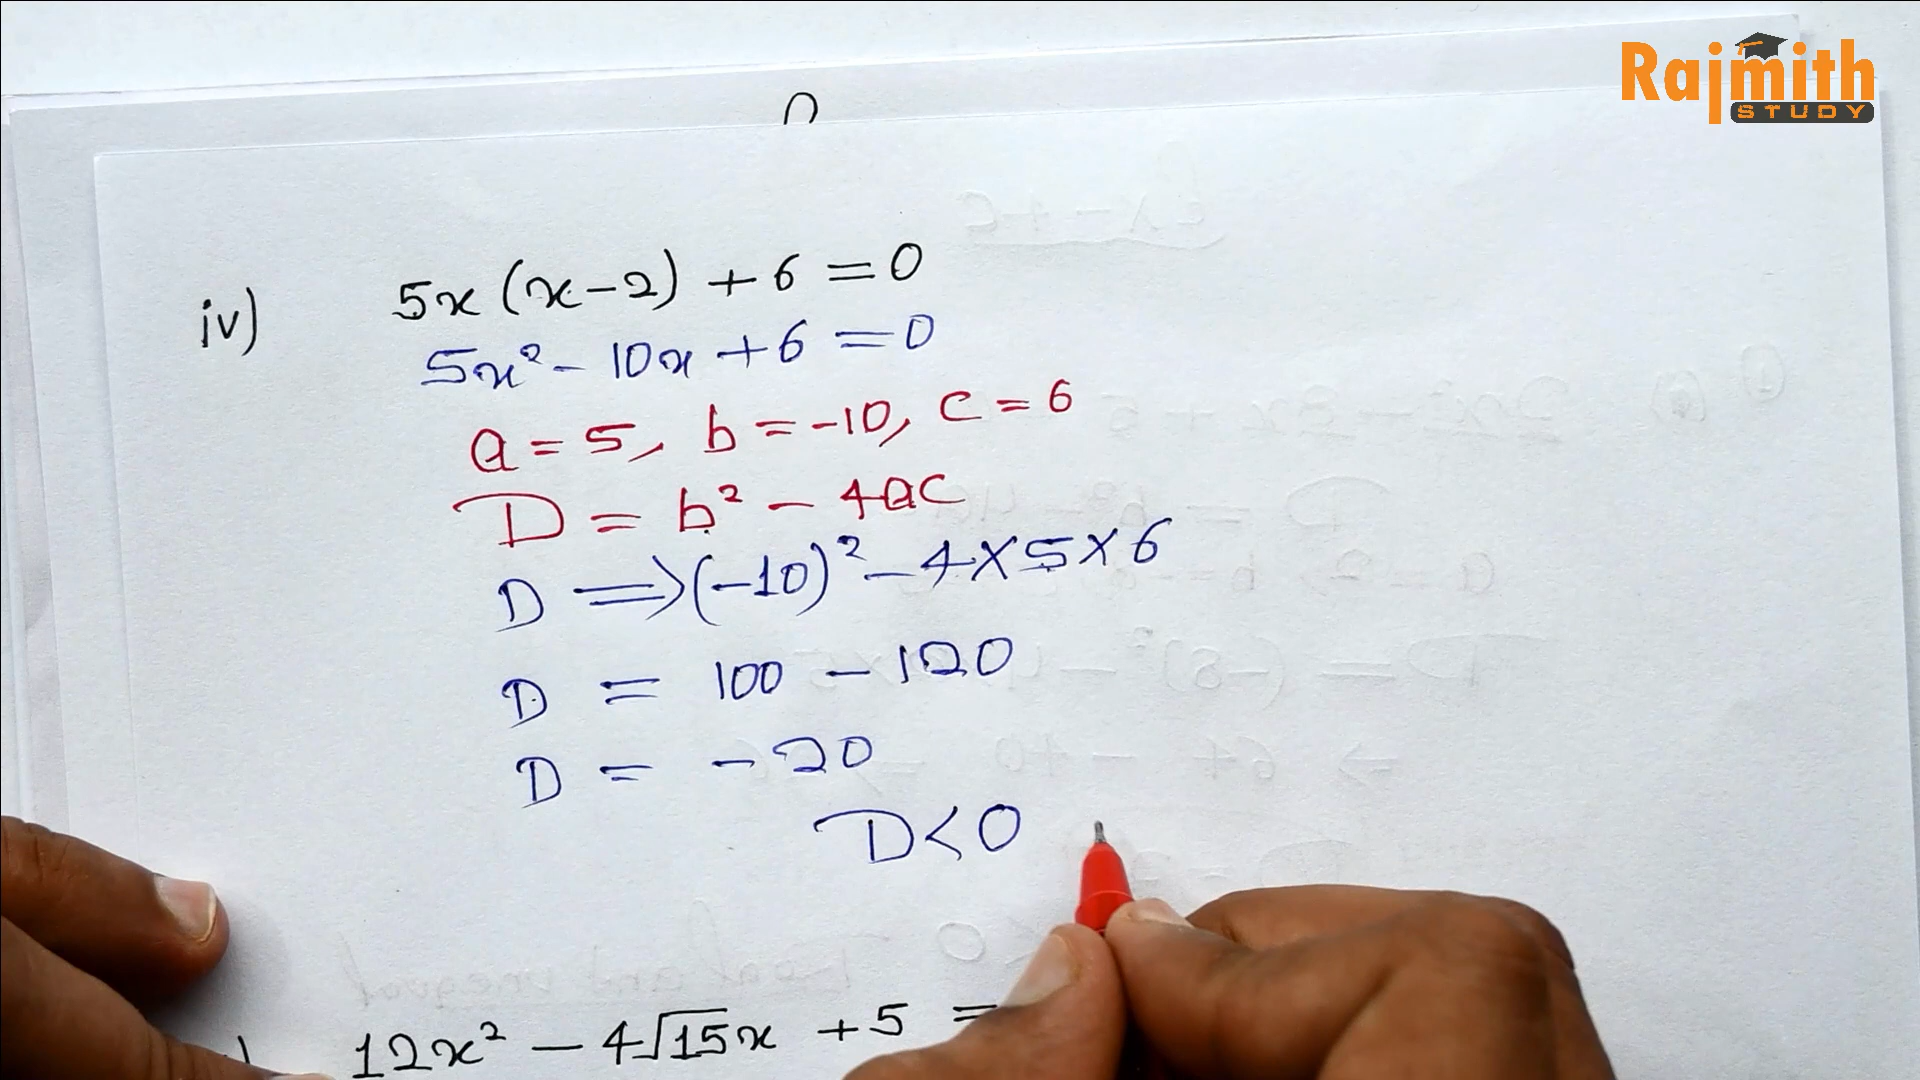 Rajmith
STUDY
iv) 5x (x-2) + 6 = 0
5x² - 10x + 6 = 0
a = 5, b = -10, c = 6
D = b² - 4ac
D ⇒ (-10)² - 4 × 5 × 6
D = 100 - 120
D = -20
D < 0
12x² - 4√15x + 5 =